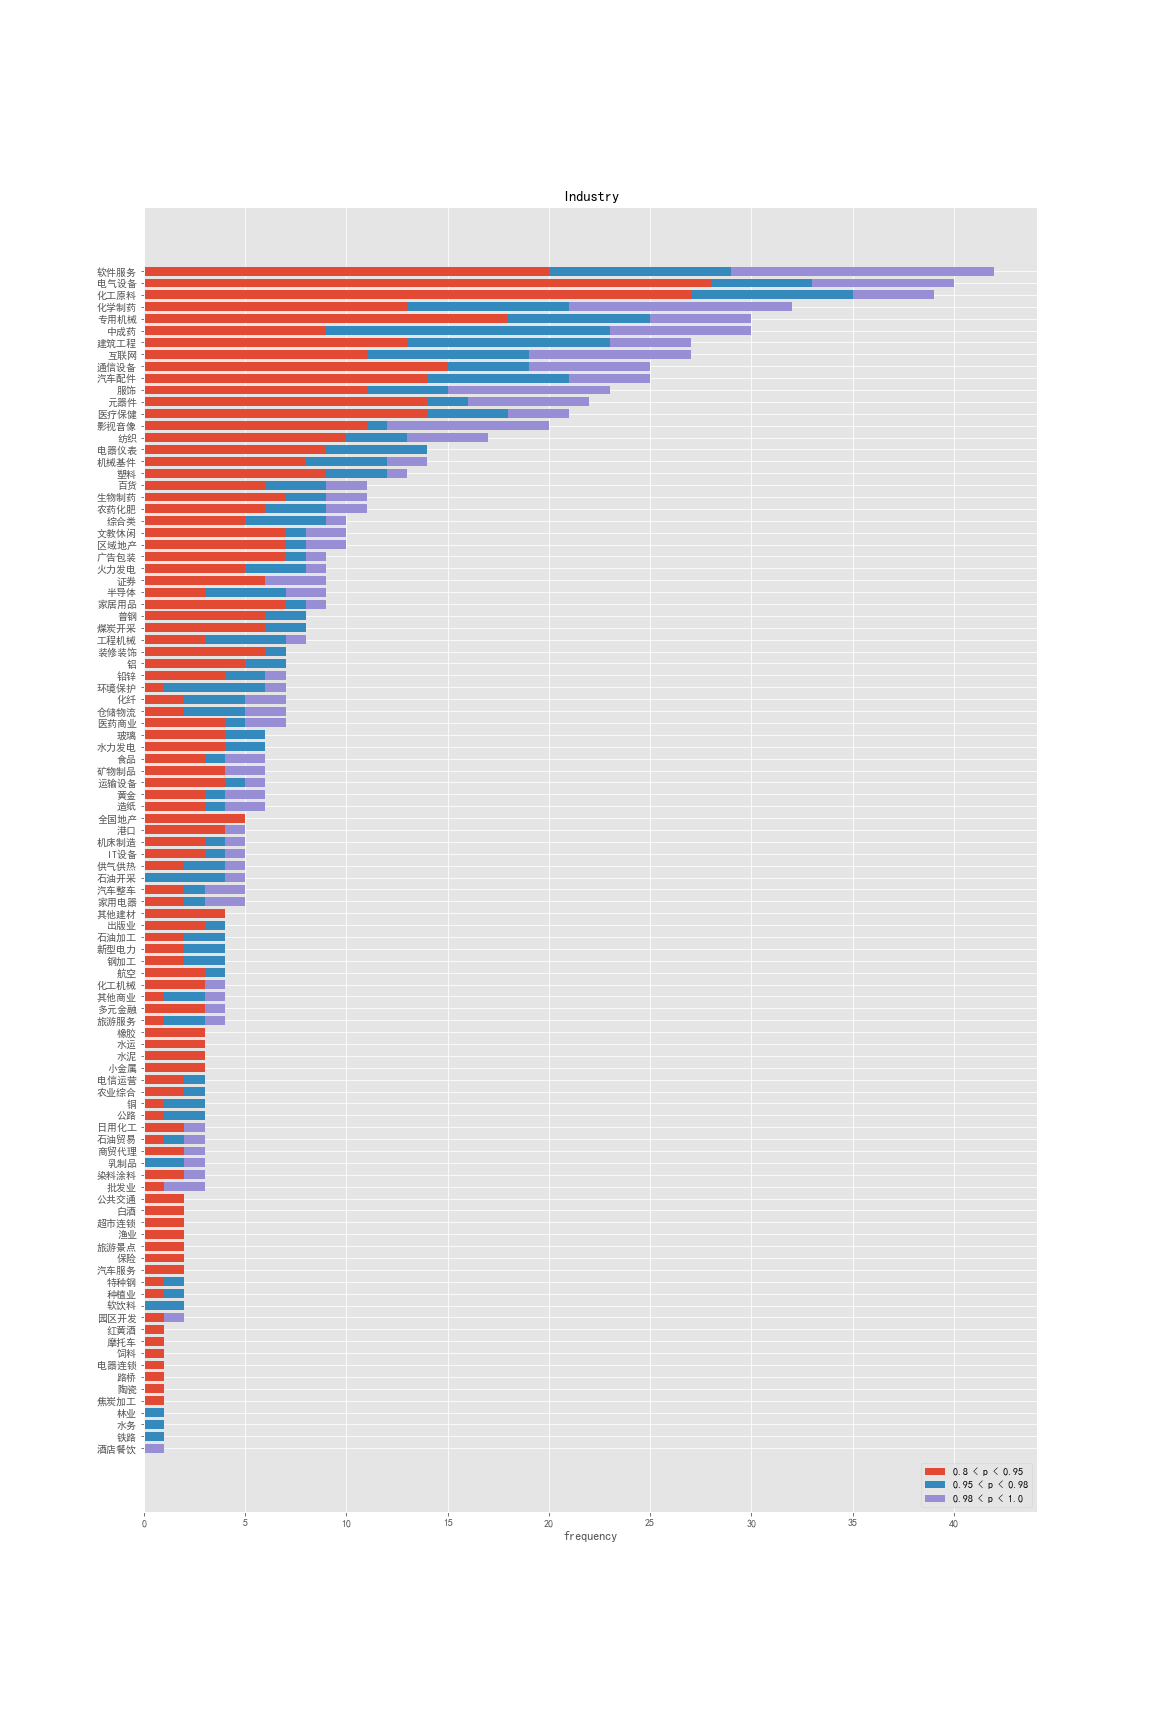 Industry
软件服务
电气设备
化工原料
化学制药
专用机械
中成药
建筑工程
互联网
通信设备
汽车配件
服饰
元器件
医疗保健
影视音像
纺织
电器仪表
机械基件
塑料
百货
生物制药
农药化肥
综合类
文教休闲
区域地产
广告包装
火力发电
证券
半导体
家居用品
普钢
煤炭开采
工程机械
装修装饰
铝
铅锌
环境保护
化纤
仓储物流
医药商业
玻璃
水力发电
食品
矿物制品
运输设备
黄金
造纸
全国地产
港口
机床制造
IT设备
供气供热
石油开采
汽车整车
家用电器
其他建材
出版业
石油加工
新型电力
钢加工
航空
化工机械
其他商业
多元金融
旅游服务
橡胶
水运
水泥
小金属
电信运营
农业综合
铜
公路
日用化工
石油贸易
商贸代理
乳制品
染料涂料
批发业
公共交通
白酒
超市连锁
渔业
旅游景点
保险
汽车服务
特种钢
种植业
软饮料
园区开发
红黄酒
摩托车
饲料
电器连锁
路桥
陶瓷
焦炭加工
林业
水务
铁路
酒店餐饮
0.8 < p < 0.95
0.95 < p < 0.98
0.98 < p < 1.0
0 5 10 15 20 25 30 35 40
frequency